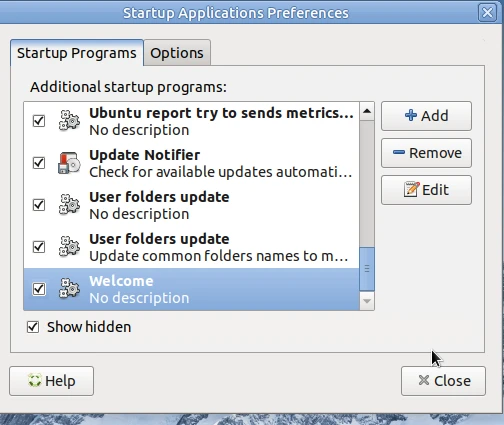 Startup Applications Preferences
Startup Programs
Options
Additional startup programs:
Ubuntu report try to sends metrics...
No description
Update Notifier
Check for available updates automati...
User folders update
No description
User folders update
Update common folders names to m...
Welcome
No description
Add
Remove
Edit
Show hidden
Help
Close